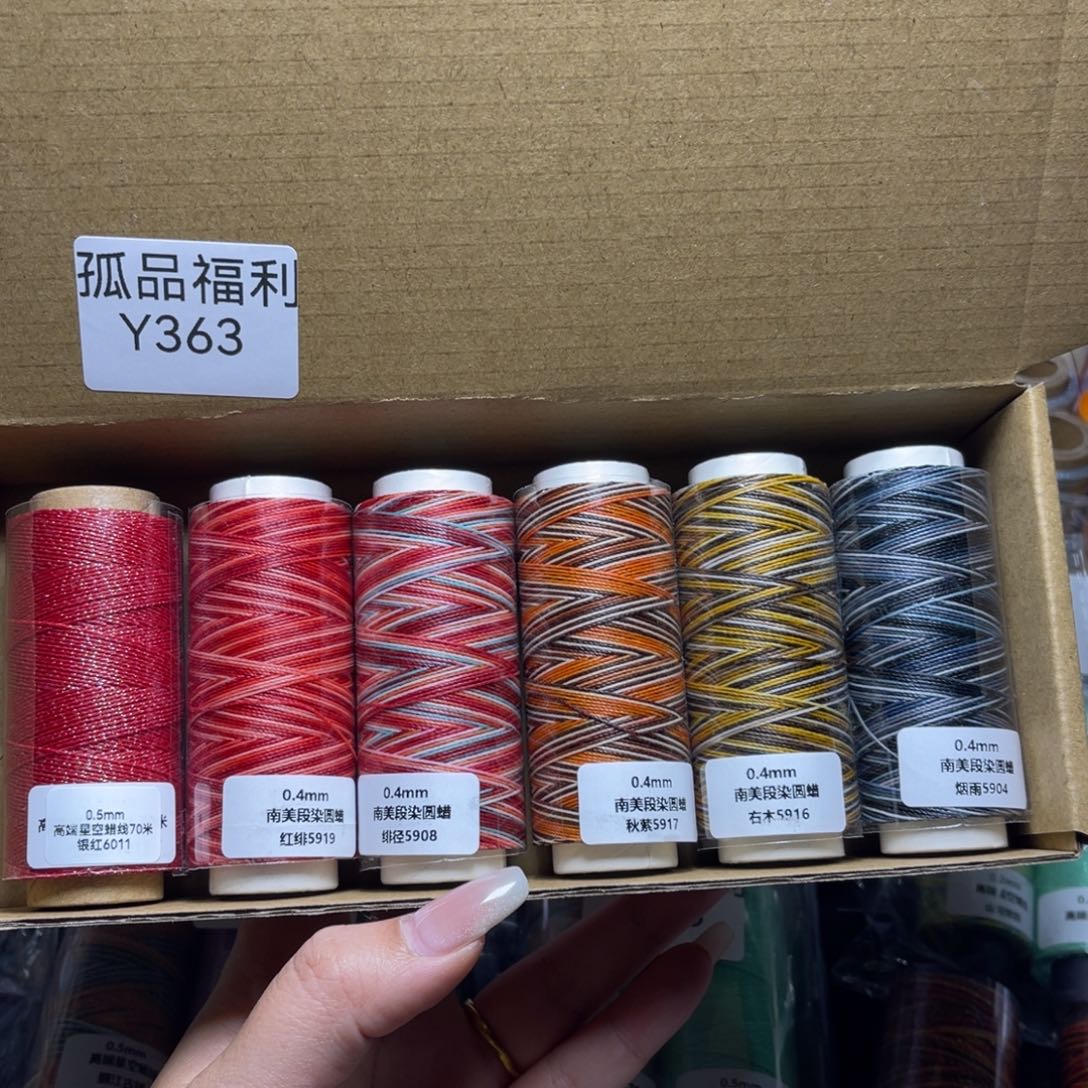 孤品福利
Y363
0.5mm
高端星空蜡线70米
银红6011
0.4mm
南美段染圆蜡
红绯5919
0.4mm
南美段染圆蜡
绯径5908
0.4mm
南美段染圆蜡
秋萦5917
0.4mm
南美段染圆蜡
右木5916
0.4mm
南美段染圆蜡
烟雨5904
0.5mm